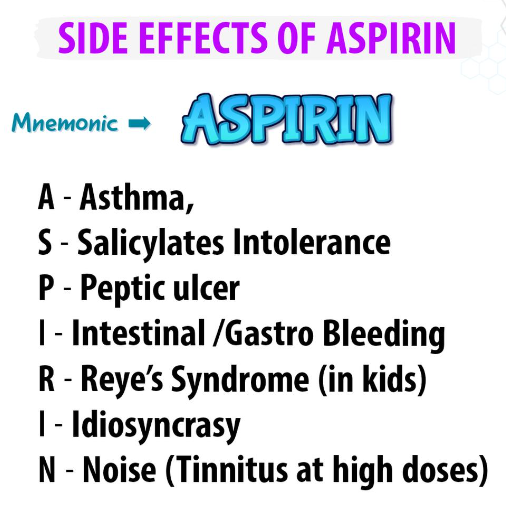 SIDE EFFECTS OF ASPIRIN
Mnemonic ➡ ASPIRIN
A - Asthma,
S - Salicylates Intolerance
P - Peptic ulcer
I - Intestinal /Gastro Bleeding
R - Reye’s Syndrome (in kids)
I - Idiosyncrasy
N - Noise (Tinnitus at high doses)